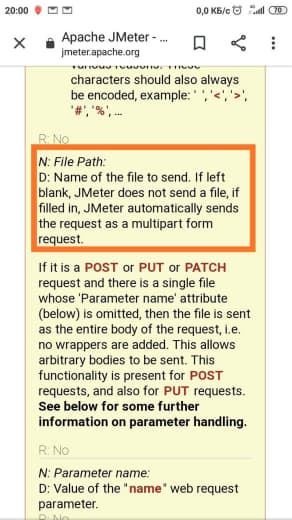 20:00
0,0 КБ/с
70
Apache JMeter - ...
jmeter.apache.org
characters should also always
be encoded, example: ' ', '<', '>',
'#', '%', ...
R: No
N: File Path:
D: Name of the file to send. If left
blank, JMeter does not send a file, if
filled in, JMeter automatically sends
the request as a multipart form
request.
If it is a POST or PUT or PATCH
request and there is a single file
whose 'Parameter name' attribute
(below) is omitted, then the file is sent
as the entire body of the request, i.e.
no wrappers are added. This allows
arbitrary bodies to be sent. This
functionality is present for POST
requests, and also for PUT requests.
See below for some further
information on parameter handling.
R: No
N: Parameter name:
D: Value of the "name" web request
parameter.
R: No